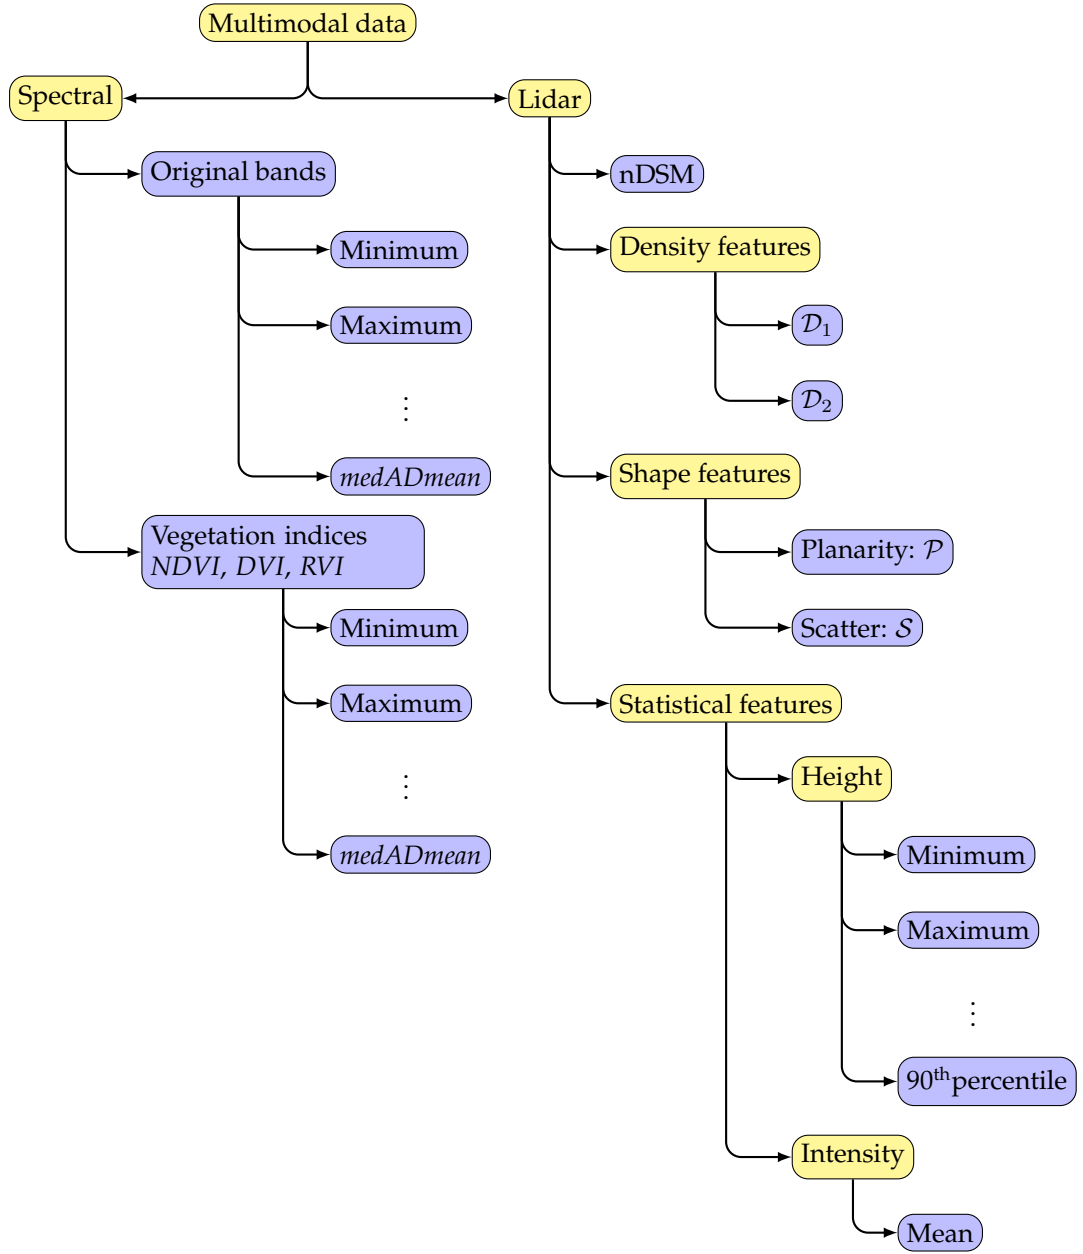 Multimodal data
Spectral
Lidar
Original bands
nDSM
Minimum
Density features
Maximum
𝒟₁
⋮
𝒟₂
medADmean
Shape features
Vegetation indices
NDVI, DVI, RVI
Planarity: 𝒫
Minimum
Scatter: 𝒮
Maximum
Statistical features
⋮
Height
medADmean
Minimum
Maximum
⋮
90ᵗʰpercentile
Intensity
Mean